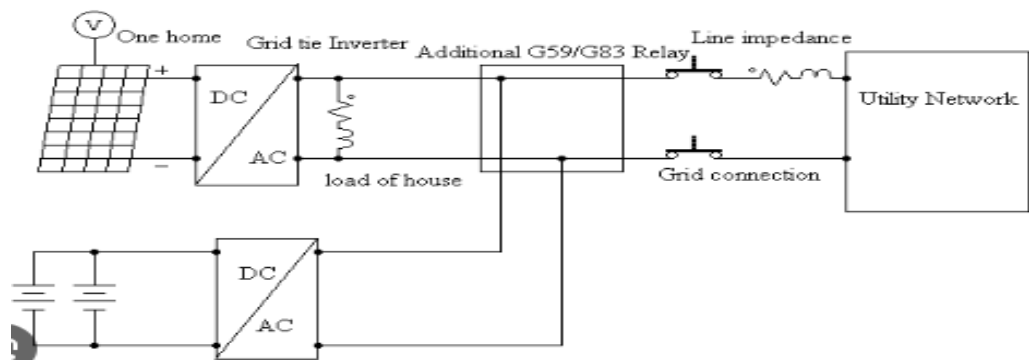 V
One home
Grid tie Inverter
Additional G59/G83 Relay
Line impedance
+
DC
AC
−
load of house
Grid connection
Utility Network
DC
AC